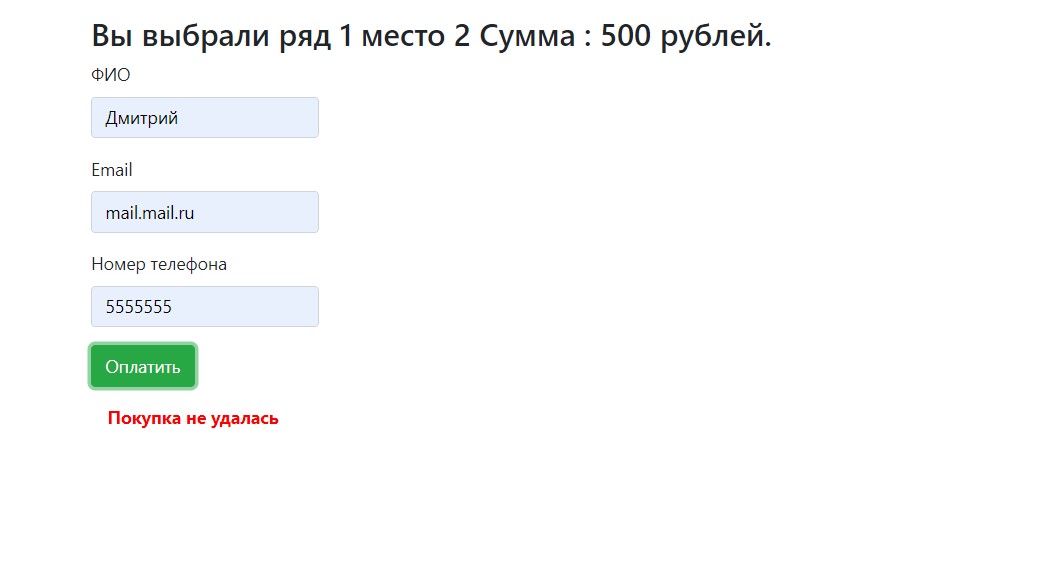 Вы выбрали ряд 1 место 2 Сумма : 500 рублей.
ФИО
Дмитрий
Email
mail.mail.ru
Номер телефона
5555555
Оплатить
Покупка не удалась